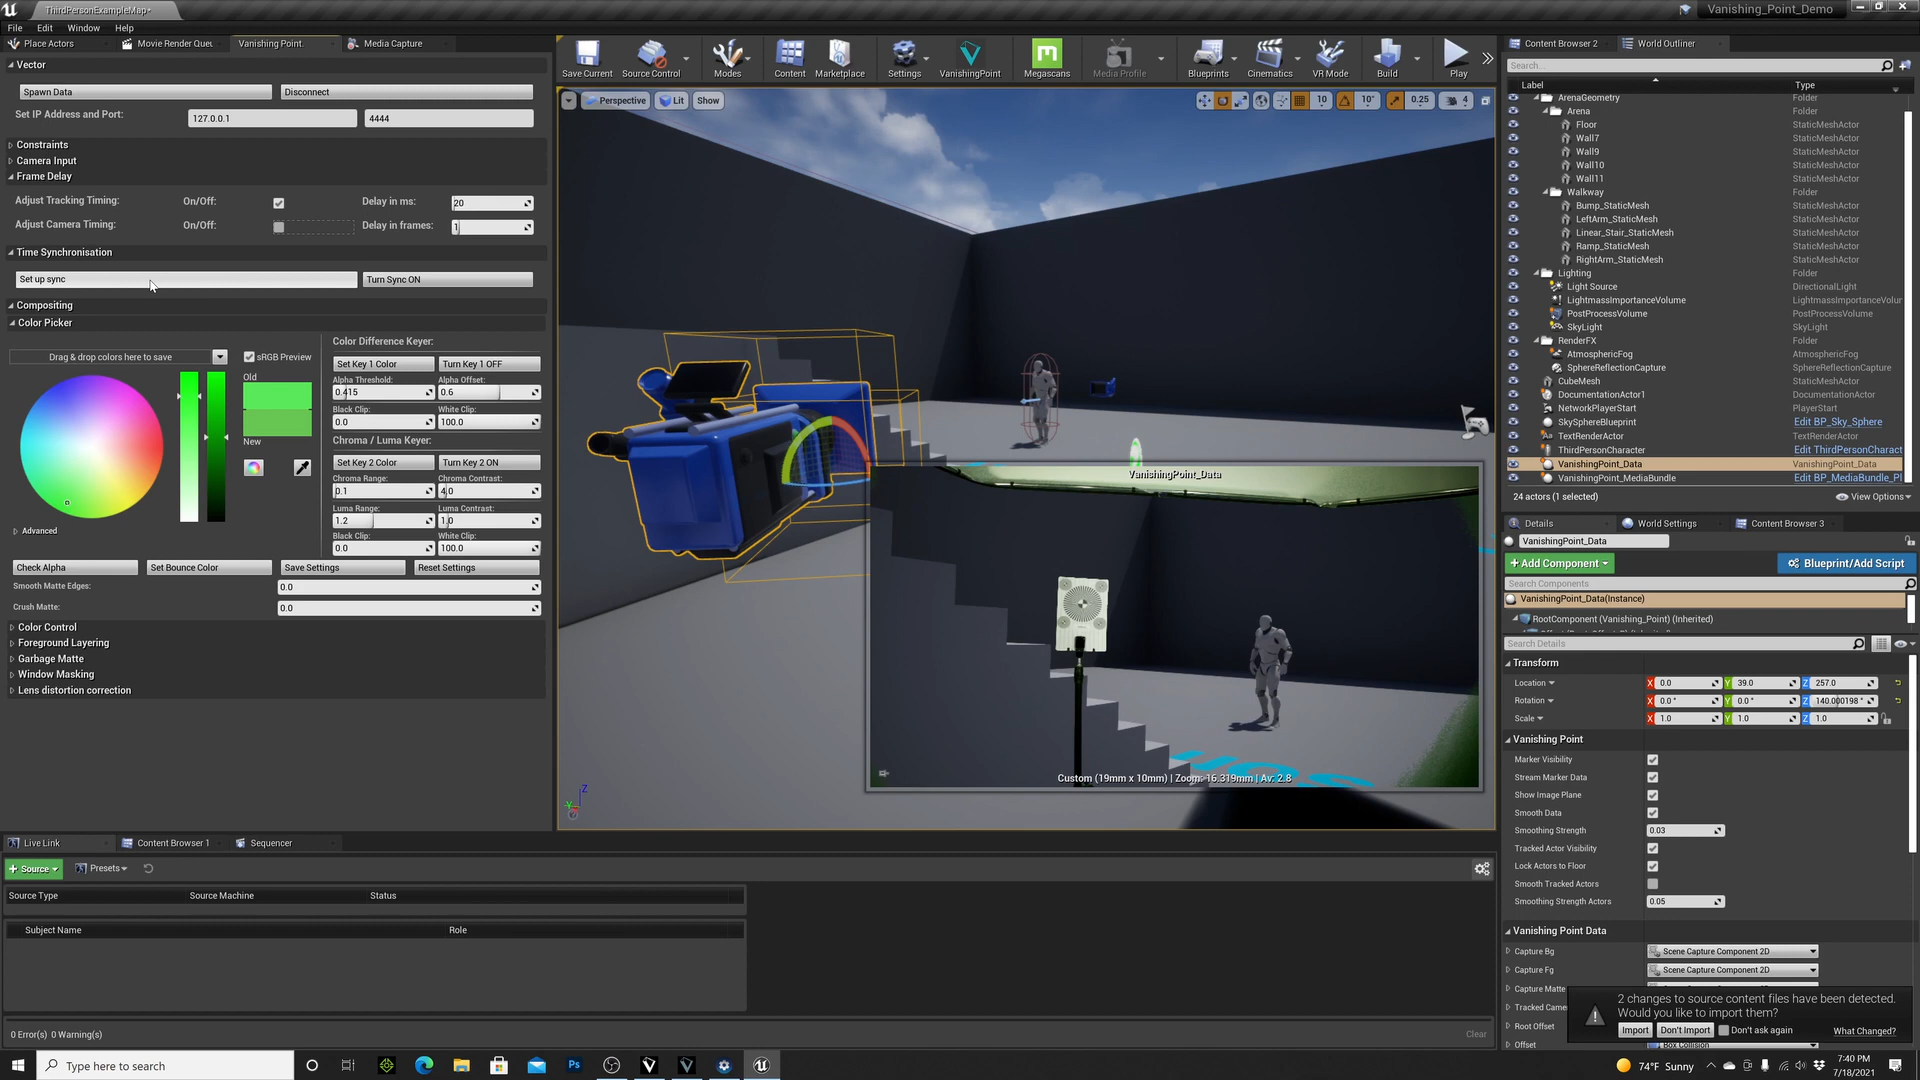 ThirdPersonExampleMap*
Vanishing_Point_Demo
File Edit Window Help
Place Actors
Movie Render Queu
Vanishing Point.
Media Capture
Vector
Spawn Data
Disconnect
Set IP Address and Port:
127.0.0.1
4444
Constraints
Camera Input
Frame Delay
Adjust Tracking Timing:
On/Off:
Delay in ms:
20
Adjust Camera Timing:
On/Off:
Delay in frames:
1
Time Synchronisation
Set up sync
Turn Sync ON
Compositing
Color Picker
Drag & drop colors here to save
sRGB Preview
Old
New
Advanced
Color Difference Keyer:
Set Key 1 Color
Turn Key 1 OFF
Alpha Threshold:
Alpha Offset:
0.415
0.6
Black Clip:
White Clip:
0.0
100.0
Chroma / Luma Keyer:
Set Key 2 Color
Turn Key 2 ON
Chroma Range:
Chroma Contrast:
0.1
4.0
Luma Range:
Luma Contrast:
1.2
1.0
Black Clip:
White Clip:
0.0
100.0
Check Alpha
Set Bounce Color
Save Settings
Reset Settings
Smooth Matte Edges:
0.0
Crush Matte:
0.0
Color Control
Foreground Layering
Garbage Matte
Window Masking
Lens distortion correction
Save Current
Source Control
Modes
Content
Marketplace
Settings
VanishingPoint
Megascans
Media Profile
Blueprints
Cinematics
VR Mode
Build
Play
Perspective
Lit
Show
10
10°
0.25
4
VanishingPoint_Data
Custom (19mm x 10mm) | Zoom: 16.319mm | Av: 2.8
Z
Y
Content Browser 2
World Outliner
Search...
Label
Type
ArenaGeometry Folder
Arena Folder
Floor StaticMeshActor
Wall7 StaticMeshActor
Wall9 StaticMeshActor
Wall10 StaticMeshActor
Wall11 StaticMeshActor
Walkway Folder
Bump_StaticMesh StaticMeshActor
LeftArm_StaticMesh StaticMeshActor
Linear_Stair_StaticMesh StaticMeshActor
Ramp_StaticMesh StaticMeshActor
RightArm_StaticMesh StaticMeshActor
Lighting Folder
Light Source DirectionalLight
LightmassImportanceVolume LightmassImportanceVolur
PostProcessVolume PostProcessVolume
SkyLight SkyLight
RenderFX Folder
AtmosphericFog AtmosphericFog
SphereReflectionCapture SphereReflectionCapture
CubeMesh StaticMeshActor
DocumentationActor1 DocumentationActor
NetworkPlayerStart PlayerStart
SkySphereBlueprint Edit BP_Sky_Sphere
TextRenderActor TextRenderActor
ThirdPersonCharacter Edit ThirdPersonCharact
VanishingPoint_Data VanishingPoint_Data
VanishingPoint_MediaBundle Edit BP_MediaBundle_Pl
24 actors (1 selected)
View Options
Details
World Settings
Content Browser 3
VanishingPoint_Data
+ Add Component
Blueprint/Add Script
Search Components
VanishingPoint_Data(Instance)
RootComponent (Vanishing_Point) (Inherited)
Search Details
Transform
Location X 0.0 Y 39.0 Z 257.0
Rotation X 0.0 ° Y 0.0 ° Z 140.000198 °
Scale X 1.0 Y 1.0 Z 1.0
Vanishing Point
Marker Visibility
Stream Marker Data
Show Image Plane
Smooth Data
Smoothing Strength 0.03
Tracked Actor Visibility
Lock Actors to Floor
Smooth Tracked Actors
Smoothing Strength Actors 0.05
Vanishing Point Data
Capture Bg Scene Capture Component 2D
Capture Fg Scene Capture Component 2D
Capture Matte
Tracked Came
Root Offset
Offset Box Collision
2 changes to source content files have been detected.
Would you like to import them?
Import
Don't Import
Don't ask again
What Changed?
Live Link
Content Browser 1
Sequencer
+ Source
Presets
Source Type
Source Machine
Status
Subject Name
Role
0 Error(s) 0 Warning(s)
Clear
Type here to search
Ps
74°F Sunny
7:40 PM
7/18/2021